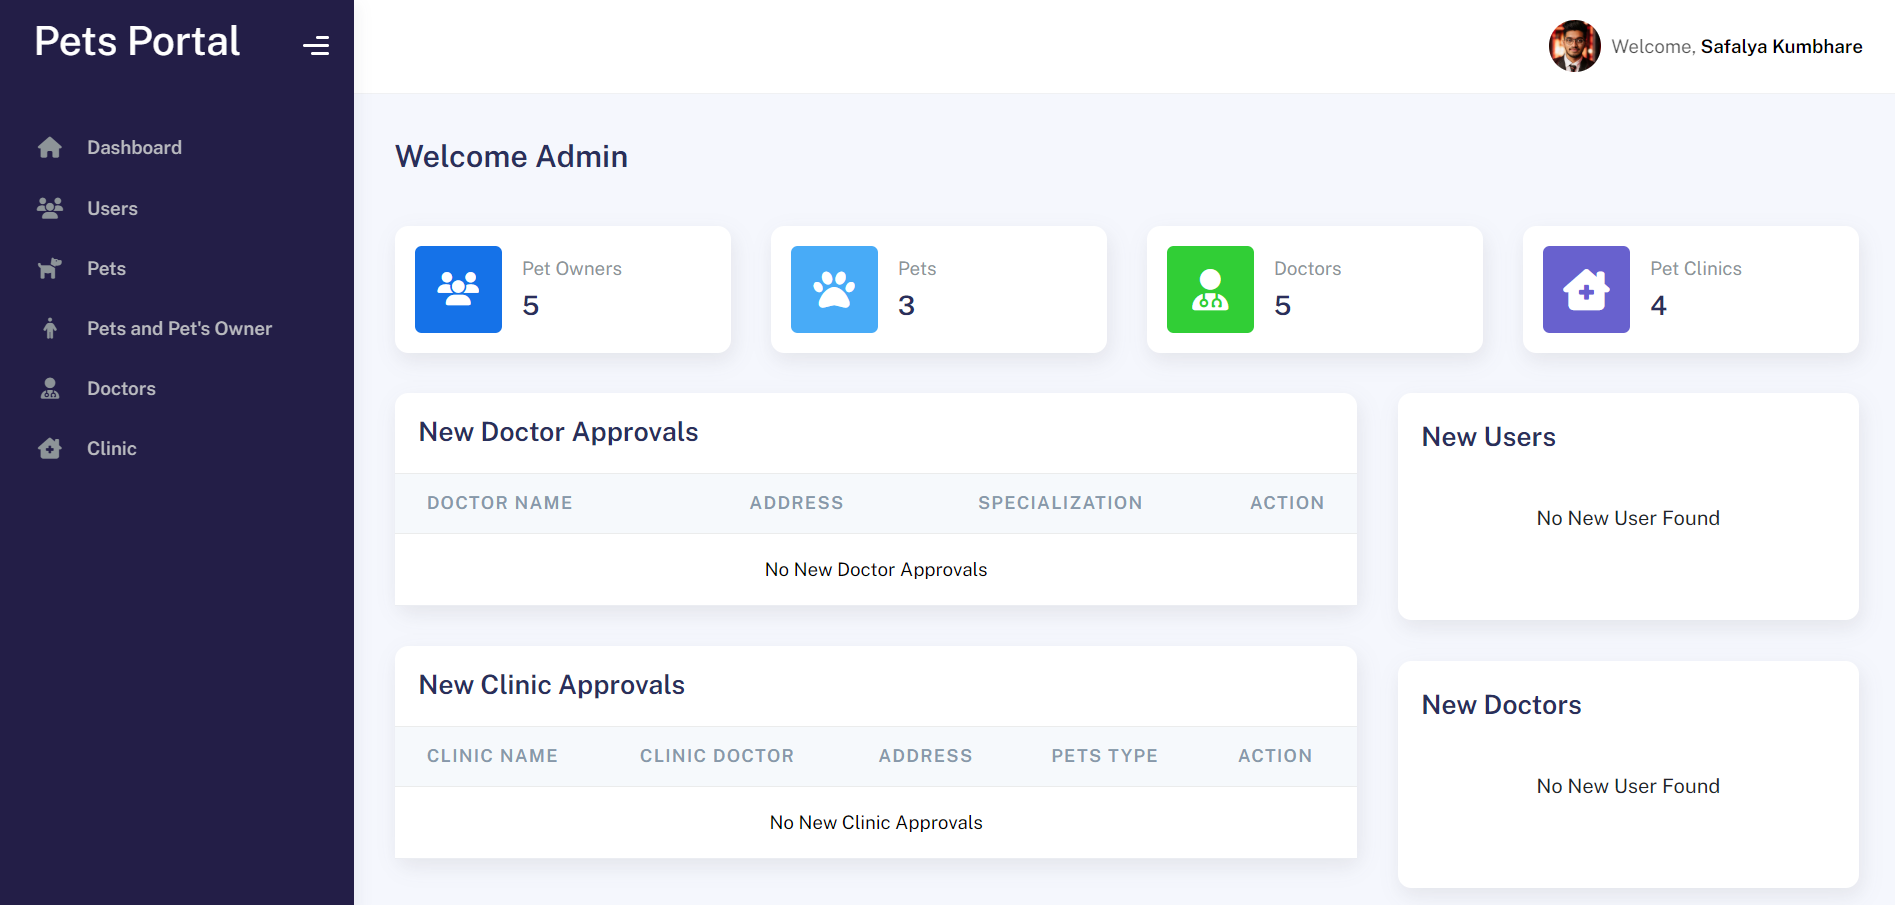 Pets Portal
Welcome, Safalya Kumbhare
Dashboard
Users
Pets
Pets and Pet's Owner
Doctors
Clinic
Welcome Admin
Pet Owners
5
Pets
3
Doctors
5
Pet Clinics
4
New Doctor Approvals
DOCTOR NAME ADDRESS SPECIALIZATION ACTION
No New Doctor Approvals
New Users
No New User Found
New Clinic Approvals
CLINIC NAME CLINIC DOCTOR ADDRESS PETS TYPE ACTION
No New Clinic Approvals
New Doctors
No New User Found